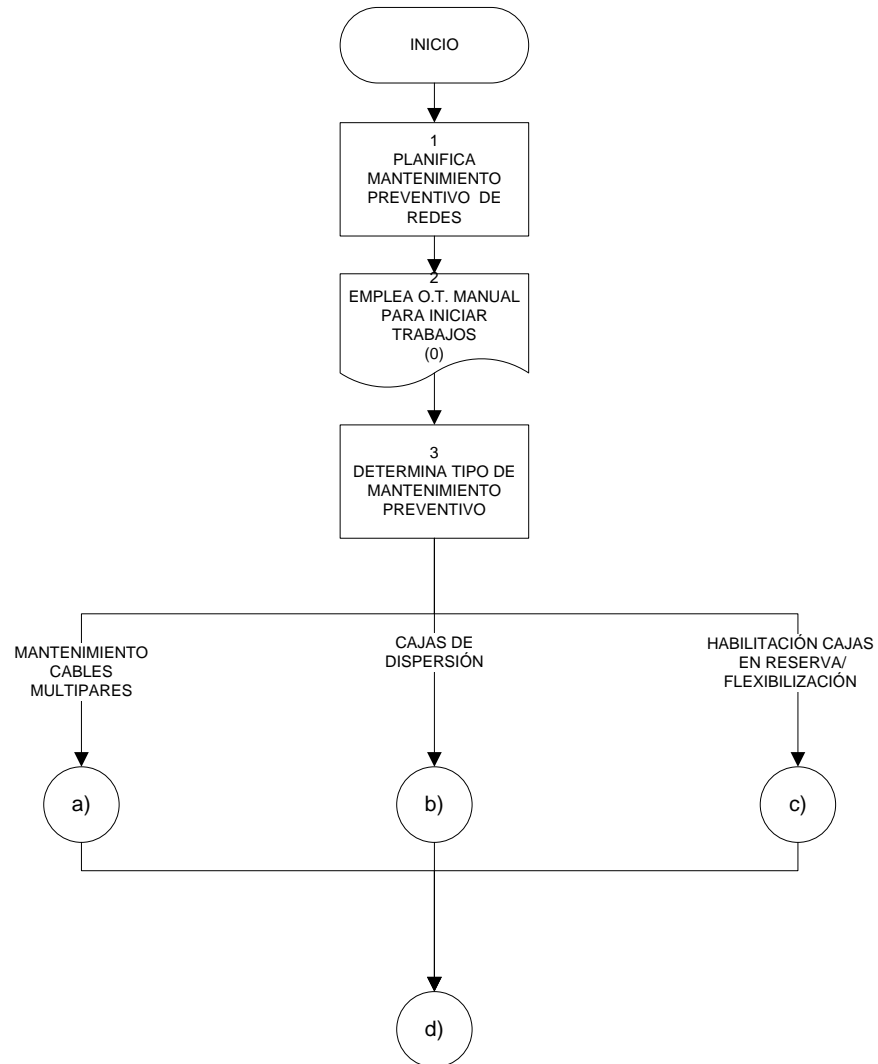 INICIO
1
PLANIFICA
MANTENIMIENTO
PREVENTIVO DE
REDES
2
EMPLEA O.T. MANUAL
PARA INICIAR
TRABAJOS
(0)
3
DETERMINA TIPO DE
MANTENIMIENTO
PREVENTIVO
MANTENIMIENTO
CABLES
MULTIPARES
CAJAS DE
DISPERSIÓN
HABILITACIÓN CAJAS
EN RESERVA/
FLEXIBILIZACIÓN
a)
b)
c)
d)